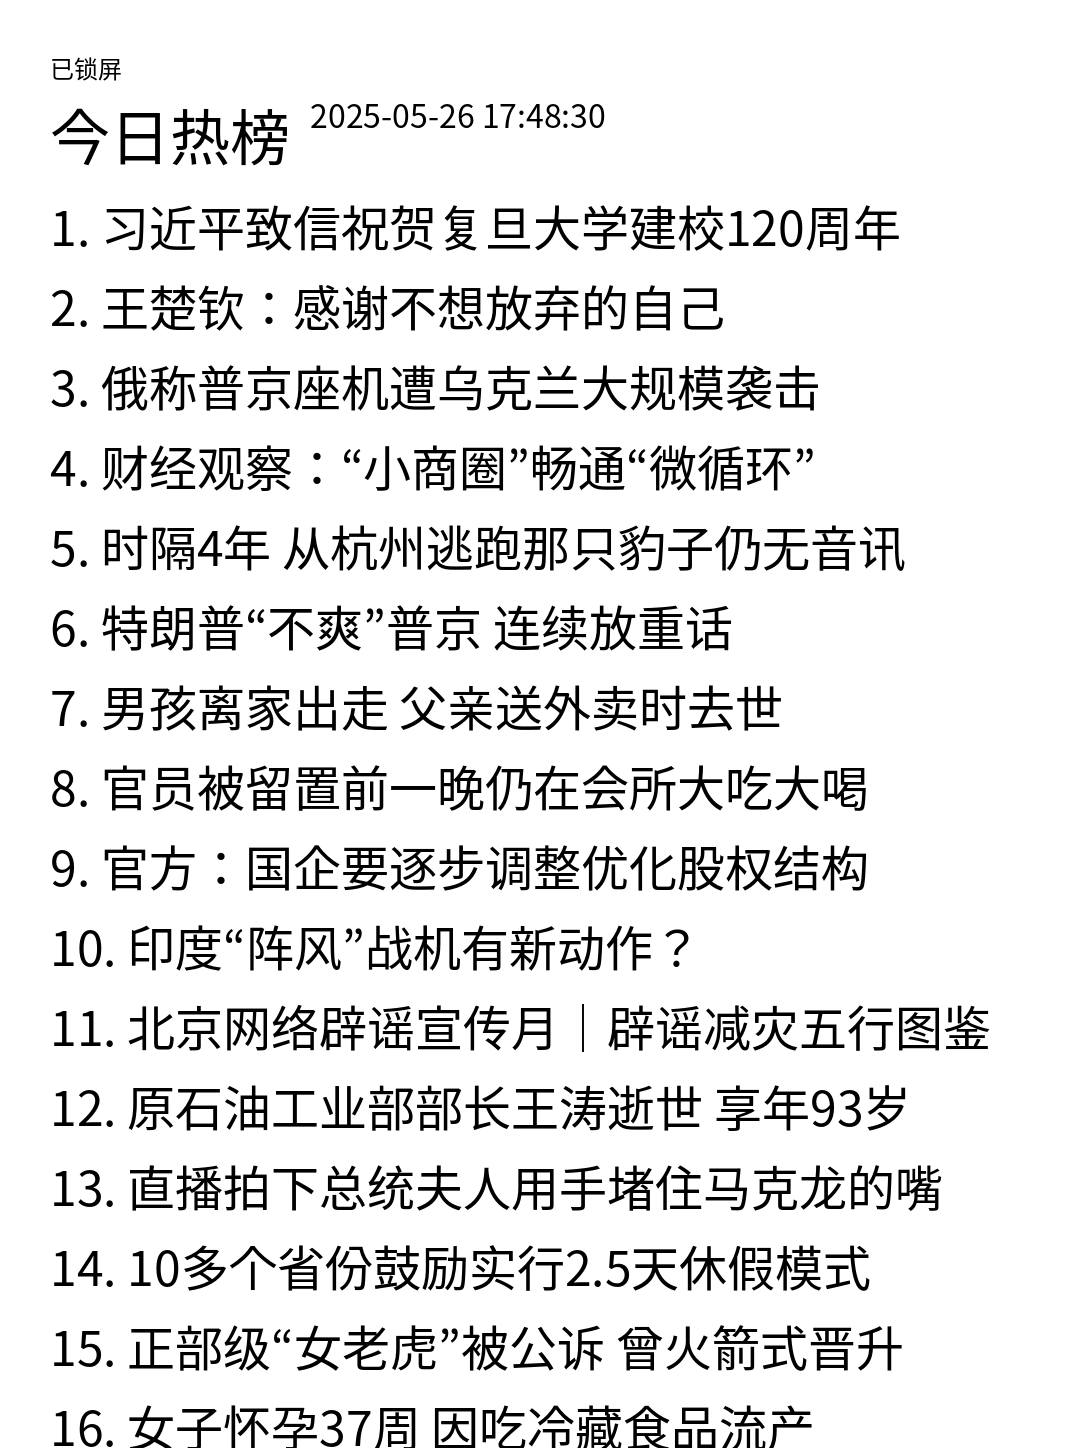 已锁屏
今日热榜 2025-05-26 17:48:30
1. 习近平致信祝贺复旦大学建校120周年
2. 王楚钦：感谢不想放弃的自己
3. 俄称普京座机遭乌克兰大规模袭击
4. 财经观察：“小商圈”畅通“微循环”
5. 时隔4年 从杭州逃跑那只豹子仍无音讯
6. 特朗普“不爽”普京 连续放重话
7. 男孩离家出走 父亲送外卖时去世
8. 官员被留置前一晚仍在会所大吃大喝
9. 官方：国企要逐步调整优化股权结构
10. 印度“阵风”战机有新动作？
11. 北京网络辟谣宣传月｜辟谣减灾五行图鉴
12. 原石油工业部部长王涛逝世 享年93岁
13. 直播拍下总统夫人用手堵住马克龙的嘴
14. 10多个省份鼓励实行2.5天休假模式
15. 正部级“女老虎”被公诉 曾火箭式晋升
16. 女子怀孕37周 因吃冷藏食品流产